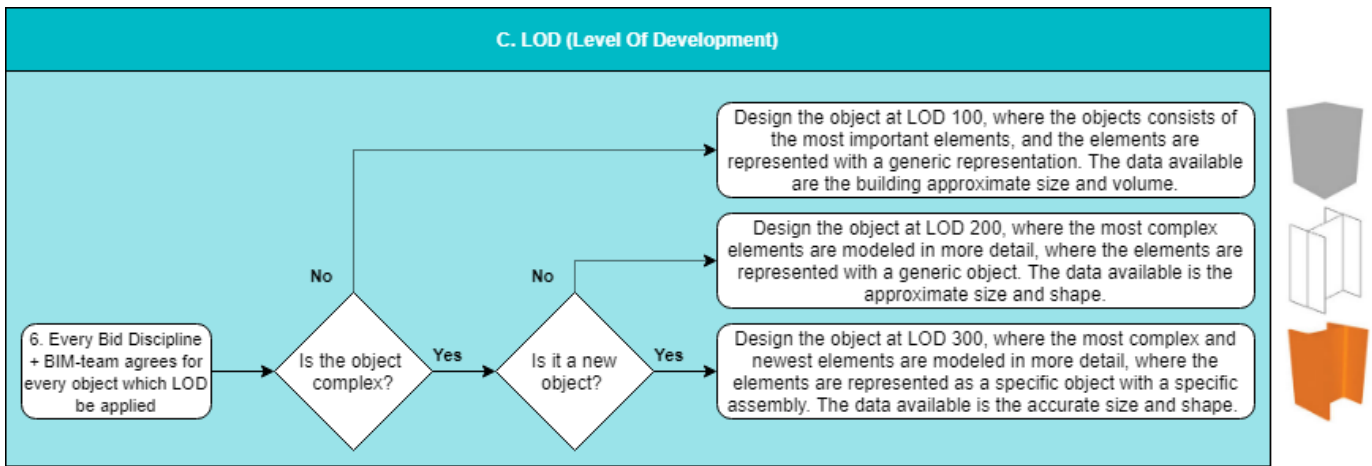 C. LOD (Level Of Development)
Design the object at LOD 100, where the objects consists of
the most important elements, and the elements are
represented with a generic representation. The data available
are the building approximate size and volume.
Design the object at LOD 200, where the most complex
elements are modeled in more detail, where the elements are
represented with a generic object. The data available is the
approximate size and shape.
No
No
6. Every Bid Discipline
+ BIM-team agrees for
every object which LOD
be applied
Is the object
complex?
Yes
Is it a new
object?
Yes
Design the object at LOD 300, where the most complex and
newest elements are modeled in more detail, where the
elements are represented as a specific object with a specific
assembly. The data available is the accurate size and shape.